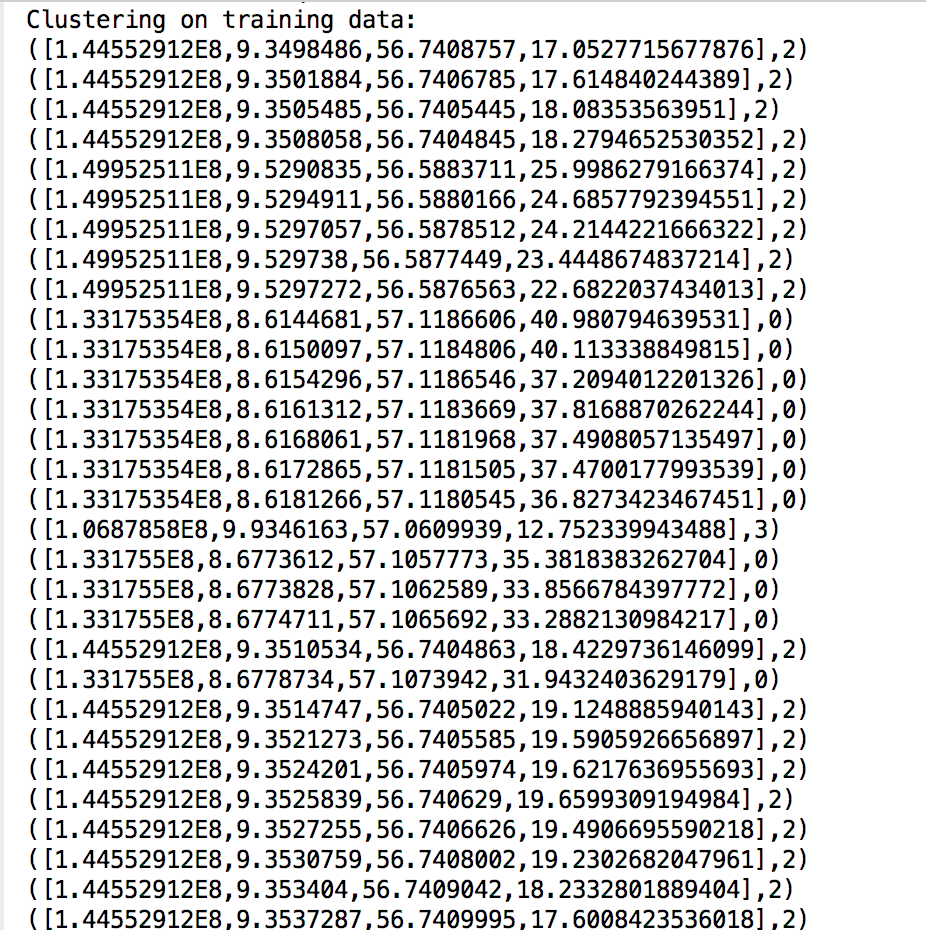 Clustering on training data:
([1.44552912E8,9.3498486,56.7408757,17.0527715677876],2)
([1.44552912E8,9.3501884,56.7406785,17.614840244389],2)
([1.44552912E8,9.3505485,56.7405445,18.08353563951],2)
([1.44552912E8,9.3508058,56.7404845,18.2794652530352],2)
([1.49952511E8,9.5290835,56.5883711,25.9986279166374],2)
([1.49952511E8,9.5294911,56.5880166,24.6857792394551],2)
([1.49952511E8,9.5297057,56.5878512,24.2144221666322],2)
([1.49952511E8,9.529738,56.5877449,23.4448674837214],2)
([1.49952511E8,9.5297272,56.5876563,22.6822037434013],2)
([1.33175354E8,8.6144681,57.1186606,40.980794639531],0)
([1.33175354E8,8.6150097,57.1184806,40.113338849815],0)
([1.33175354E8,8.6154296,57.1186546,37.2094012201326],0)
([1.33175354E8,8.6161312,57.1183669,37.8168870262244],0)
([1.33175354E8,8.6168061,57.1181968,37.4908057135497],0)
([1.33175354E8,8.6172865,57.1181505,37.4700177993539],0)
([1.33175354E8,8.6181266,57.1180545,36.8273423467451],0)
([1.0687858E8,9.9346163,57.0609939,12.752339943488],3)
([1.331755E8,8.6773612,57.1057773,35.3818383262704],0)
([1.331755E8,8.6773828,57.1062589,33.8566784397772],0)
([1.331755E8,8.6774711,57.1065692,33.2882130984217],0)
([1.44552912E8,9.3510534,56.7404863,18.4229736146099],2)
([1.331755E8,8.6778734,57.1073942,31.9432403629179],0)
([1.44552912E8,9.3514747,56.7405022,19.1248885940143],2)
([1.44552912E8,9.3521273,56.7405585,19.5905926656897],2)
([1.44552912E8,9.3524201,56.7405974,19.6217636955693],2)
([1.44552912E8,9.3525839,56.740629,19.6599309194984],2)
([1.44552912E8,9.3527255,56.7406626,19.4906695590218],2)
([1.44552912E8,9.3530759,56.7408002,19.2302682047961],2)
([1.44552912E8,9.353404,56.7409042,18.2332801889404],2)
([1.44552912E8,9.3537287,56.7409995,17.6008423536018],2)